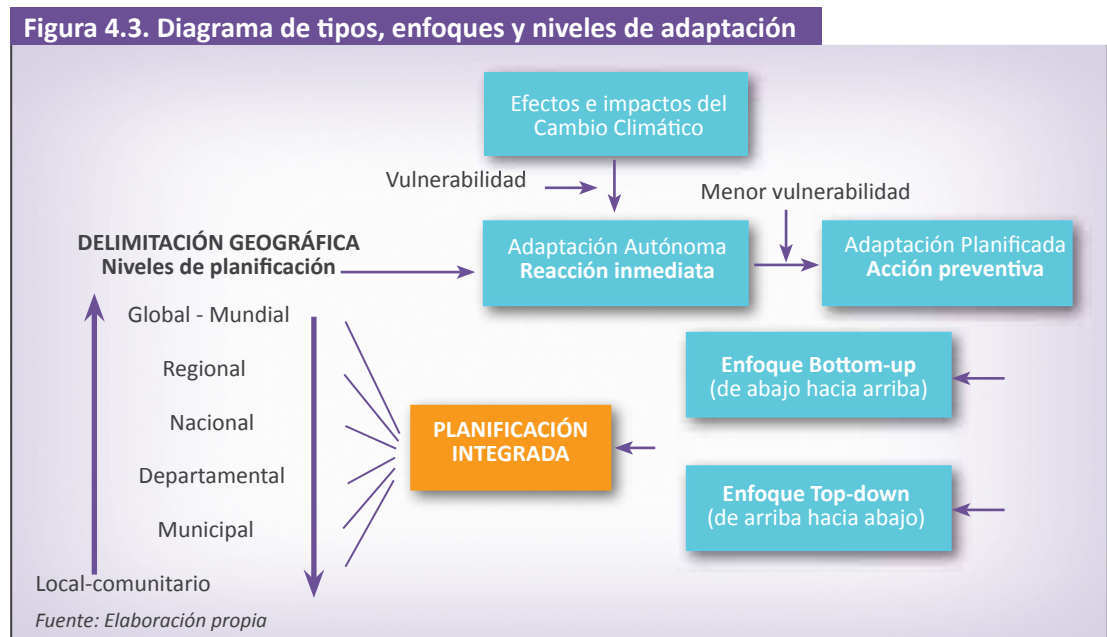 Figura 4.3. Diagrama de tipos, enfoques y niveles de adaptación
Efectos e impactos del
Cambio Climático
Vulnerabilidad
Menor vulnerabilidad
DELIMITACIÓN GEOGRÁFICA
Niveles de planificación
Adaptación Autónoma
Reacción inmediata
Adaptación Planificada
Acción preventiva
Global - Mundial
Regional
Nacional
Departamental
Municipal
Local-comunitario
PLANIFICACIÓN
INTEGRADA
Enfoque Bottom-up
(de abajo hacia arriba)
Enfoque Top-down
(de arriba hacia abajo)
Fuente: Elaboración propia